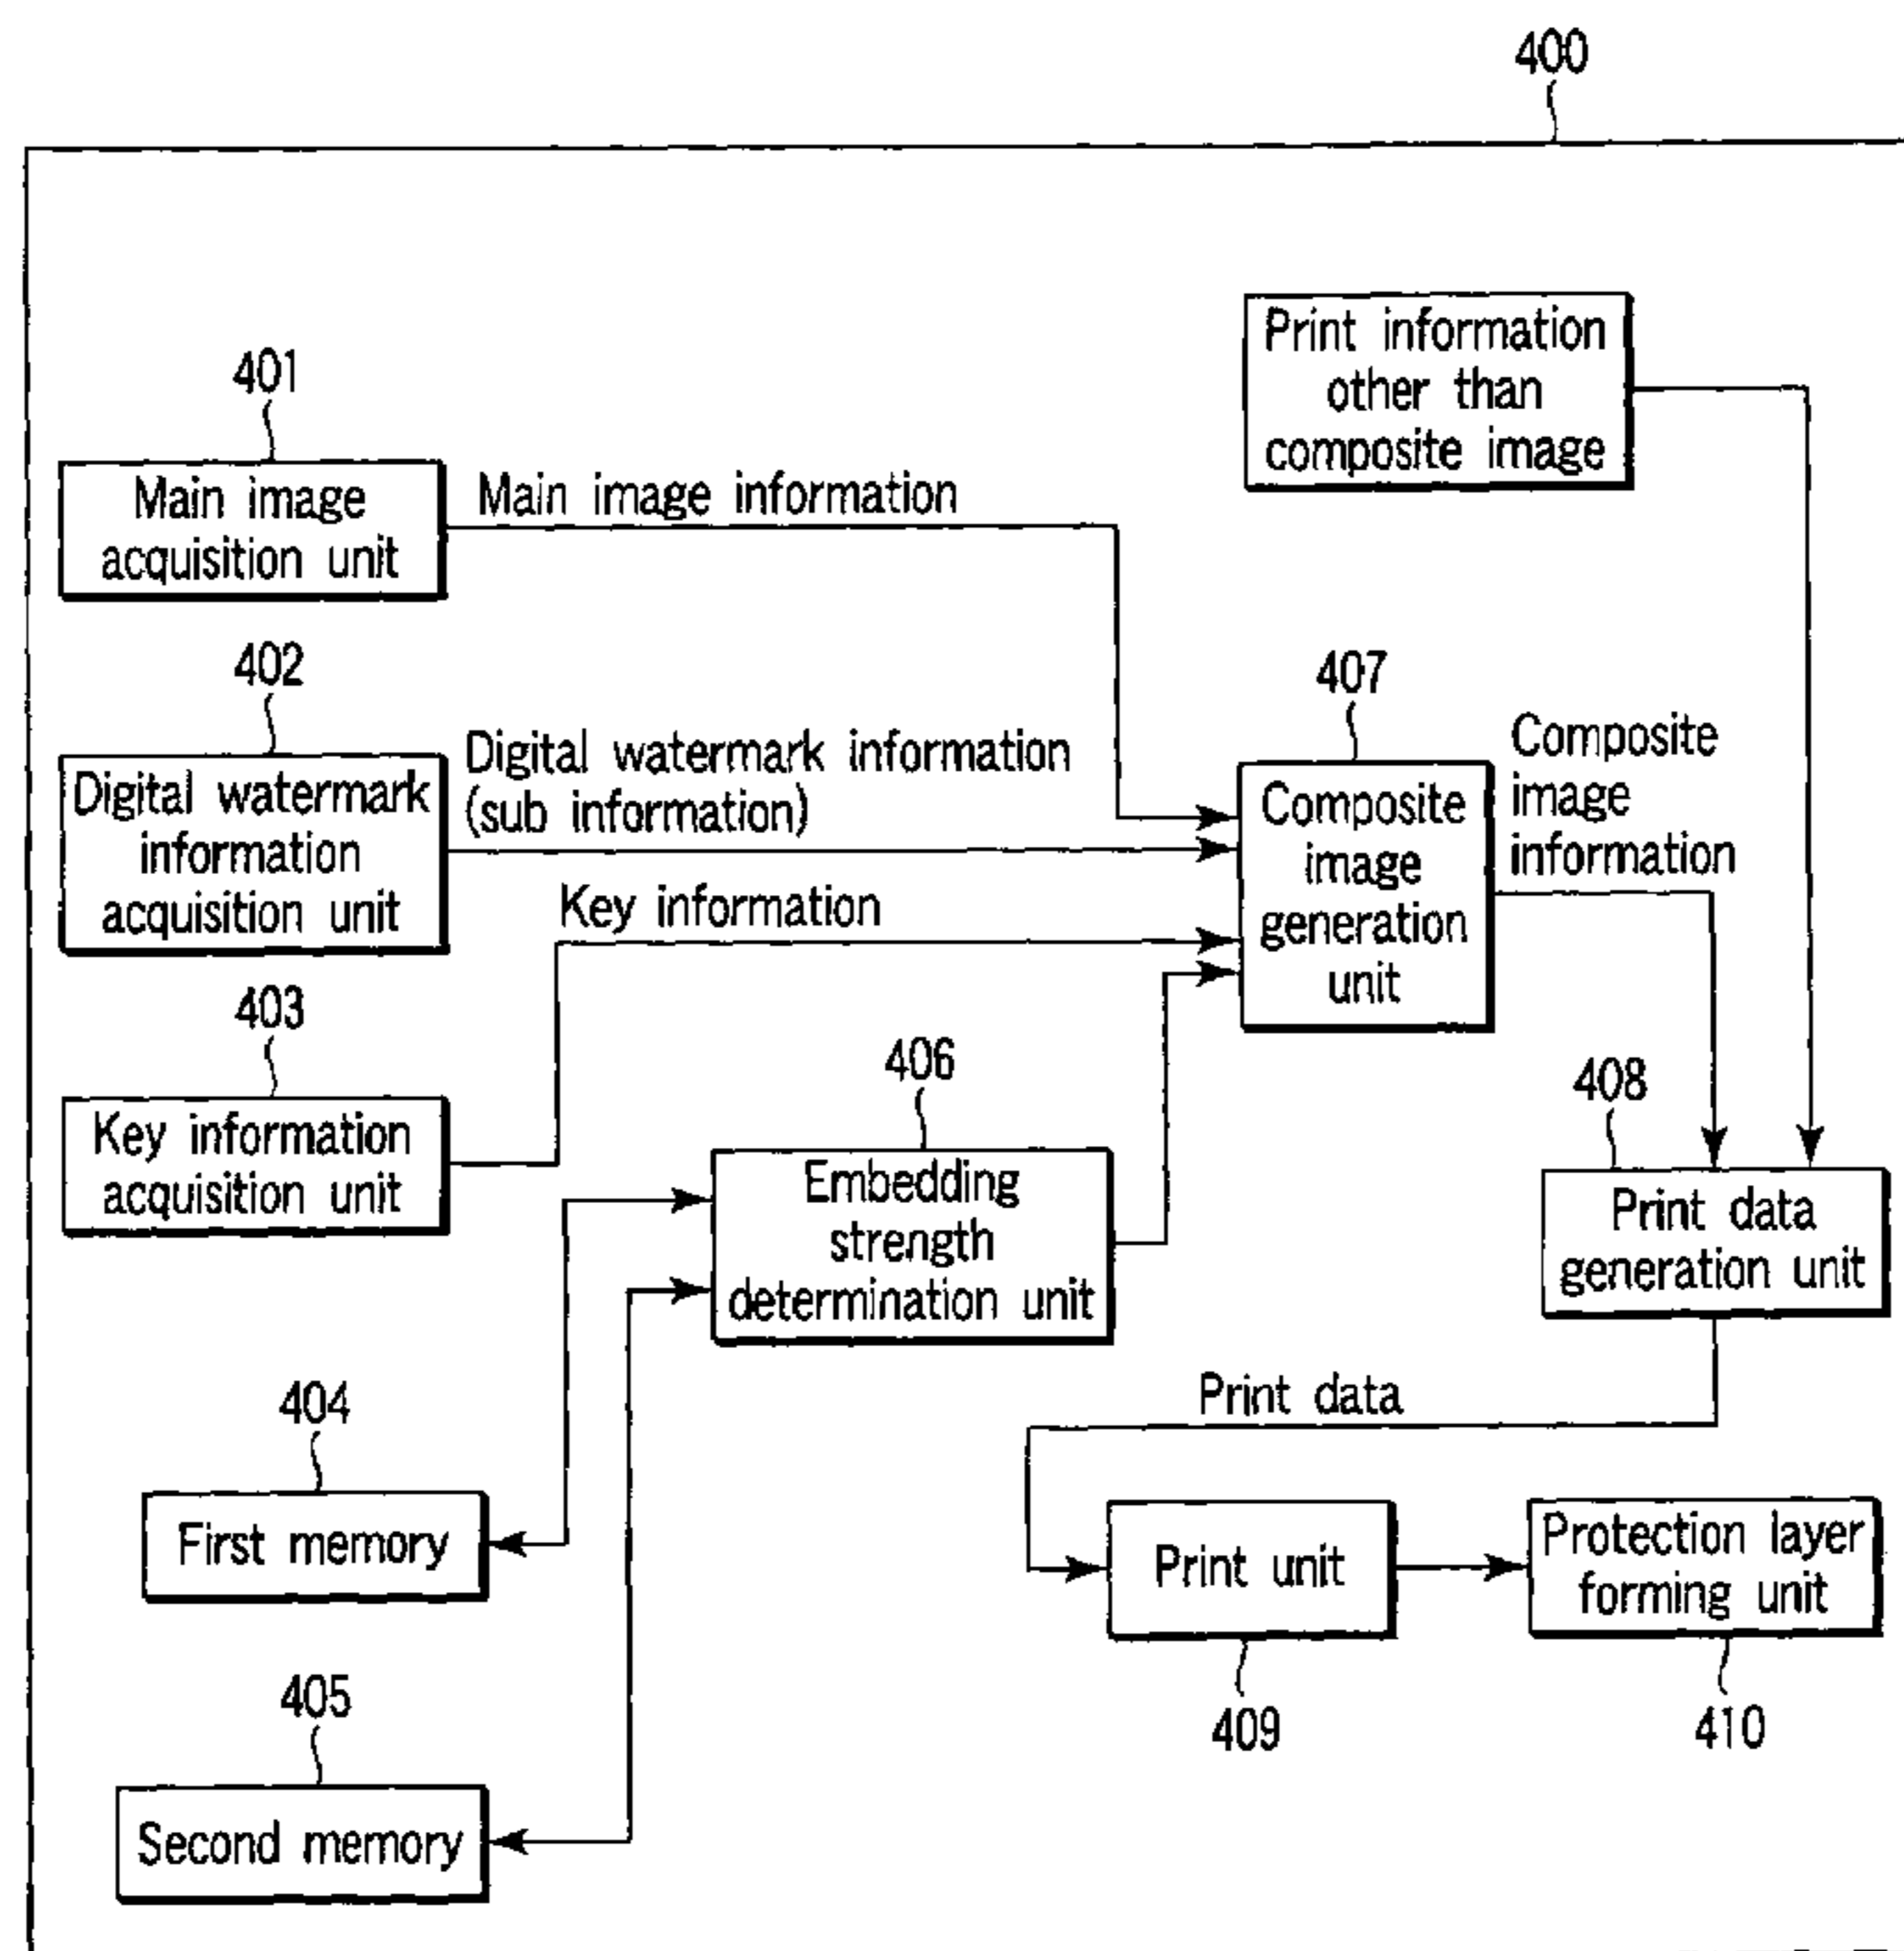 400
Print information
other than
composite image
401
Main image
acquisition unit
Main image information
402
Digital watermark
information
acquisition unit
Digital watermark information
(sub information)
407
Composite
image
generation
unit
Composite
image
information
Key information
403
Key information
acquisition unit
406
Embedding
strength
determination unit
408
Print data
generation unit
Print data
404
First memory
Print unit
409
Protection layer
forming unit
410
405
Second memory